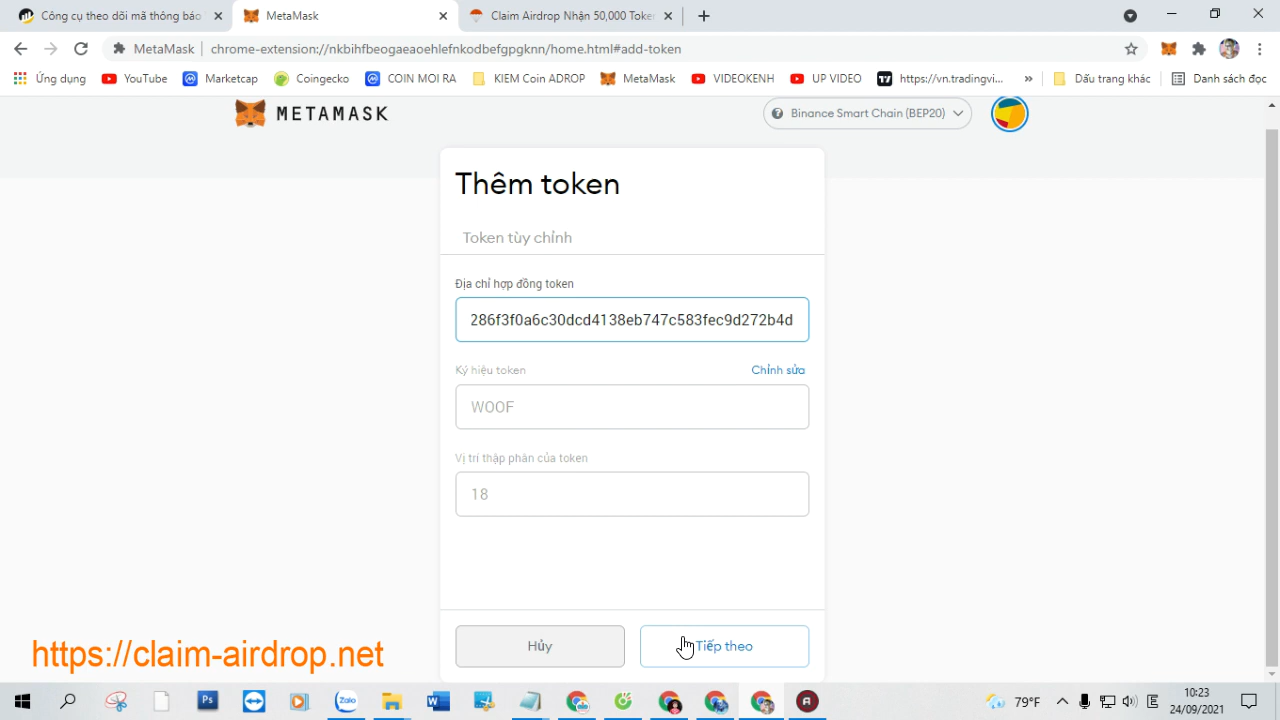 Công cụ theo dõi mã thông báo
MetaMask
Claim Airdrop Nhận 50,000 Toker
MetaMask
chrome-extension://nkbihfbeogaeaoehlefnkodbefgpgknn/home.html#add-token
Ứng dụng
YouTube
Marketcap
Coingecko
COIN MOI RA
KIEM Coin ADROP
MetaMask
VIDEOKENH
UP VIDEO
https://vn.tradingvi...
»
Dấu trang khác
Danh sách đọc
METAMASK
Binance Smart Chain (BEP20)
Thêm token
Token tùy chỉnh
Địa chỉ hợp đồng token
286f3f0a6c30dcd4138eb747c583fec9d272b4d
Ký hiệu token
Chỉnh sửa
WOOF
Vị trí thập phân của token
18
Hủy
Tiếp theo
https://claim-airdrop.net
Ps
Zalo
W
A
79°F
E
10:23
24/09/2021